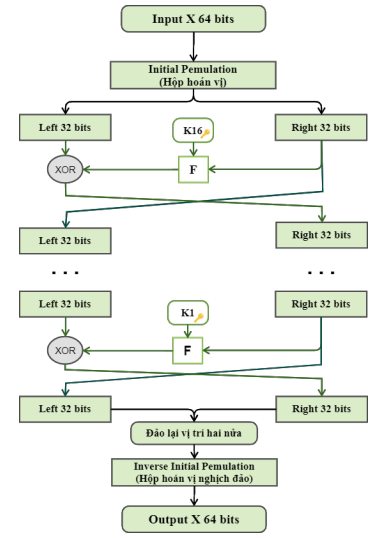 Input X 64 bits
Initial Pemulation
(Hộp hoán vị)
Left 32 bits
K16
Right 32 bits
XOR
F
Left 32 bits
Right 32 bits
. . .
. . .
Left 32 bits
K1
Right 32 bits
XOR
F
Left 32 bits
Right 32 bits
Đảo lại vị trí hai nửa
Inverse Initial Pemulation
(Hộp hoán vị nghịch đảo)
Output X 64 bits